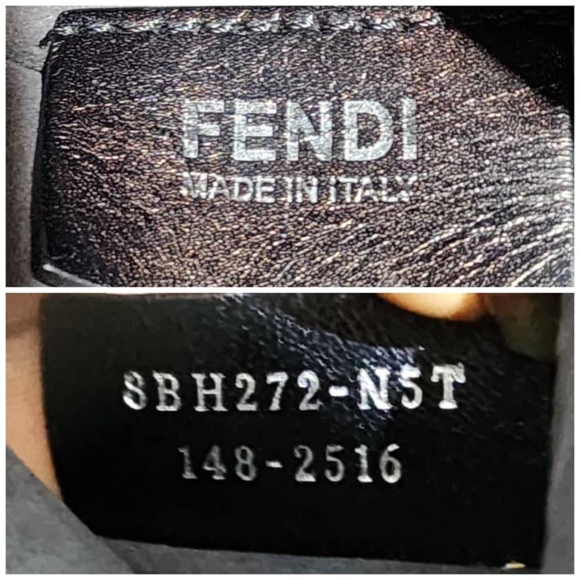 FENDI
MADE IN ITALY
8BH272-N5T
148-2516